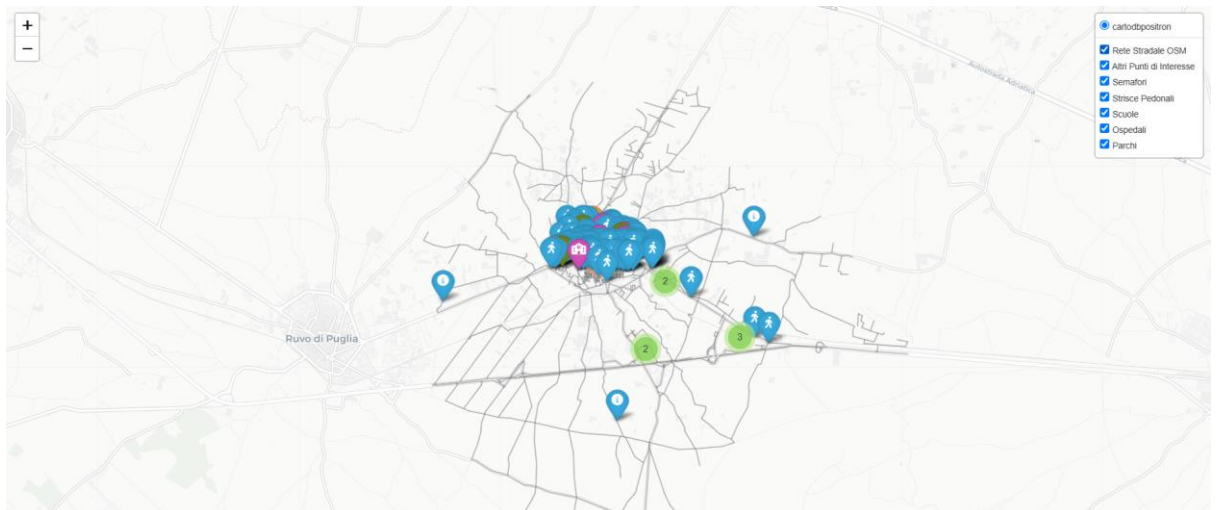 +
−
cartodbpositron
Rete Stradale OSM
Altri Punti di Interesse
Semafori
Strisce Pedonali
Scuole
Ospedali
Parchi
Autostrada Adriatica
2
3
Ruvo di Puglia
2